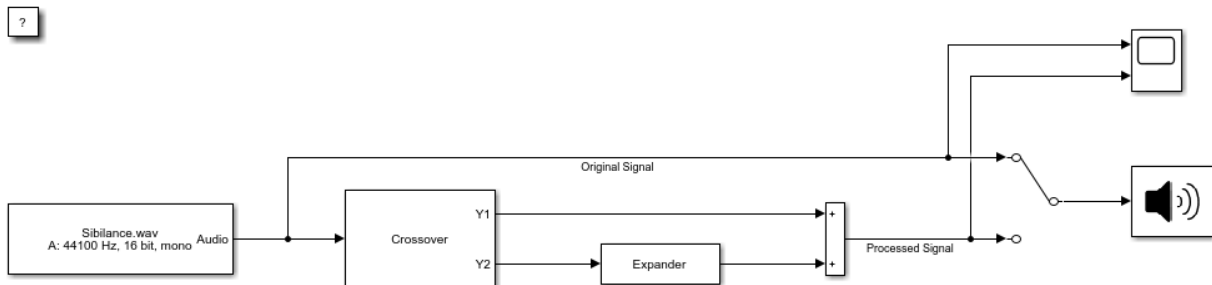 ?
Original Signal
Sibilance.wav
A: 44100 Hz, 16 bit, mono
Audio
Crossover
Y1
Y2
Expander
+
+
Processed Signal